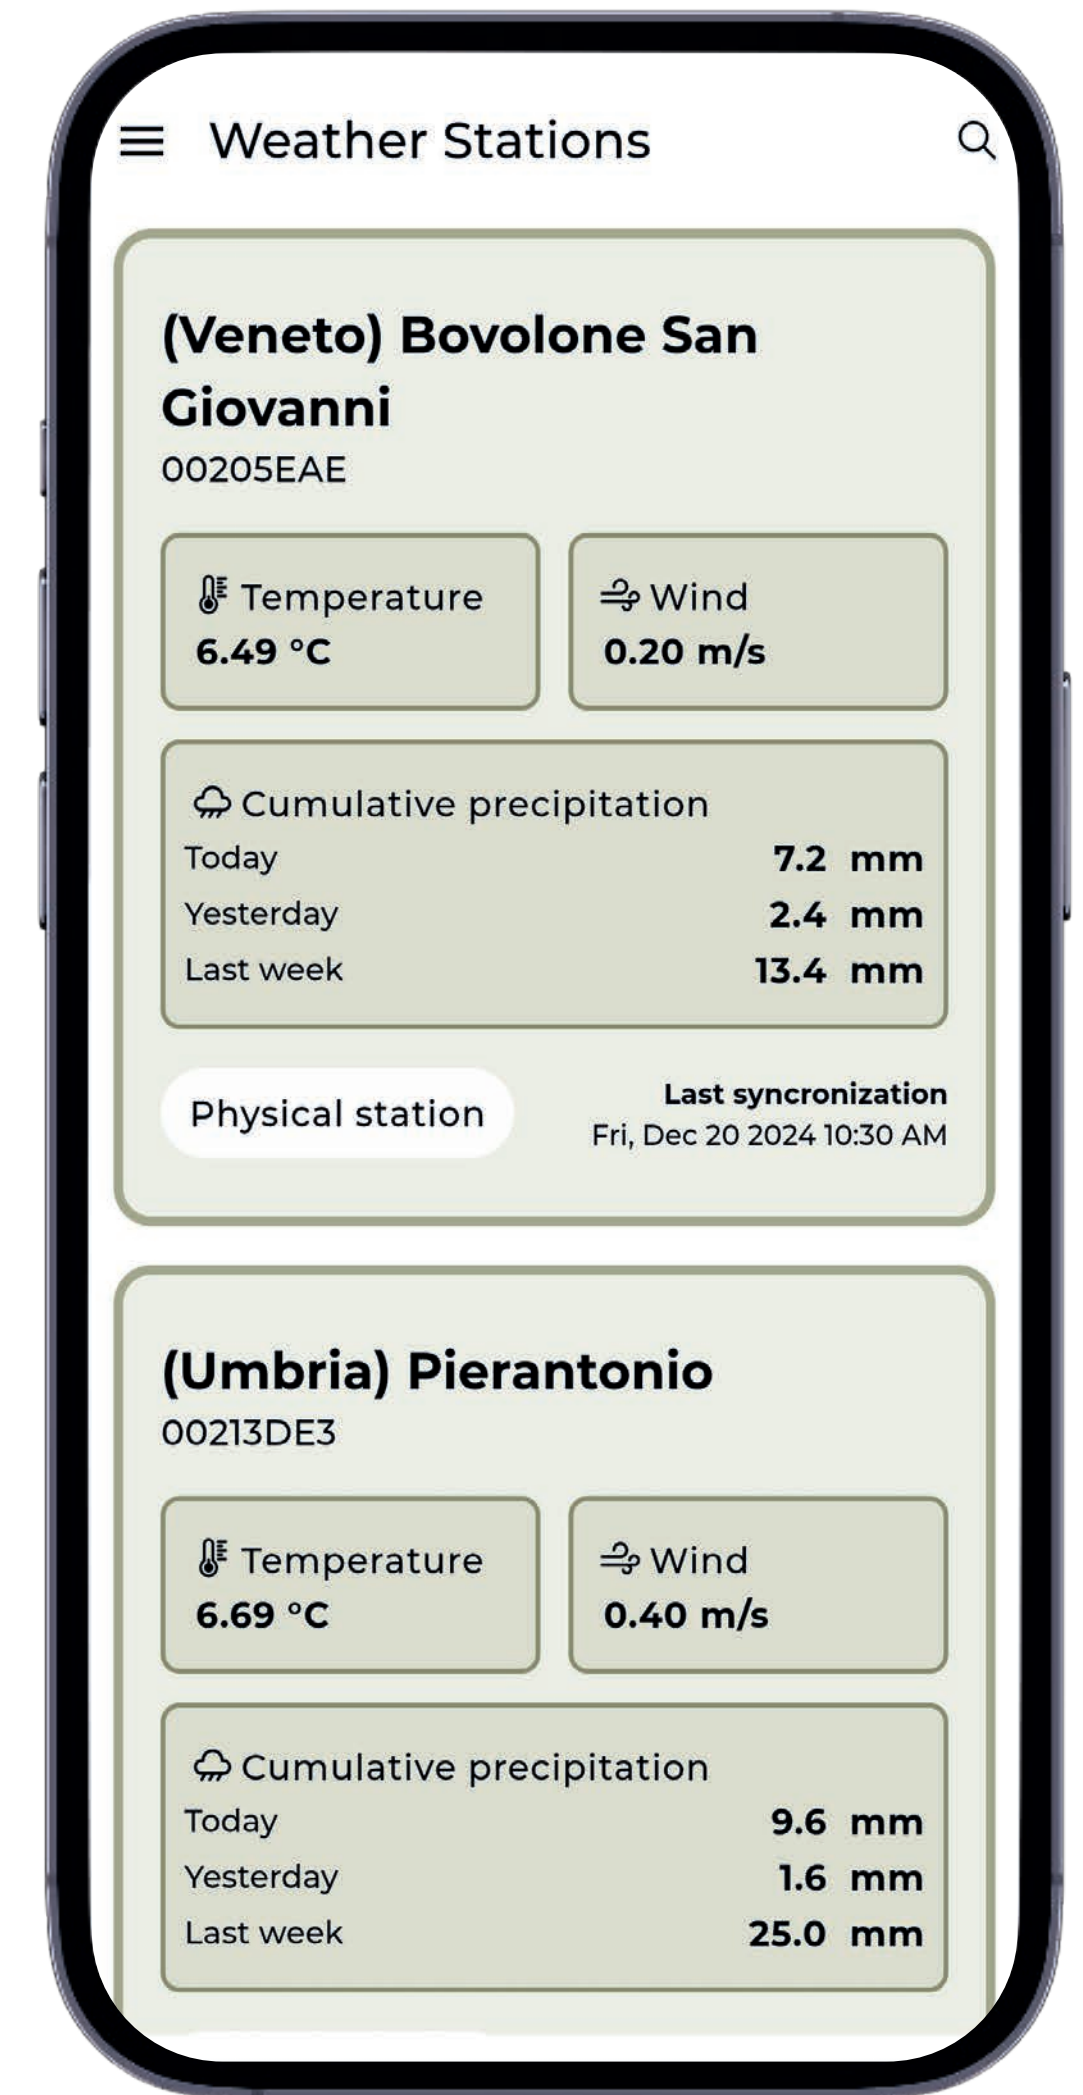 Weather Stations
(Veneto) Bovolone San
Giovanni
00205EAE
Temperature
6.49 °C
Wind
0.20 m/s
Cumulative precipitation
Today 7.2 mm
Yesterday 2.4 mm
Last week 13.4 mm
Physical station
Last syncronization
Fri, Dec 20 2024 10:30 AM
(Umbria) Pierantonio
00213DE3
Temperature
6.69 °C
Wind
0.40 m/s
Cumulative precipitation
Today 9.6 mm
Yesterday 1.6 mm
Last week 25.0 mm